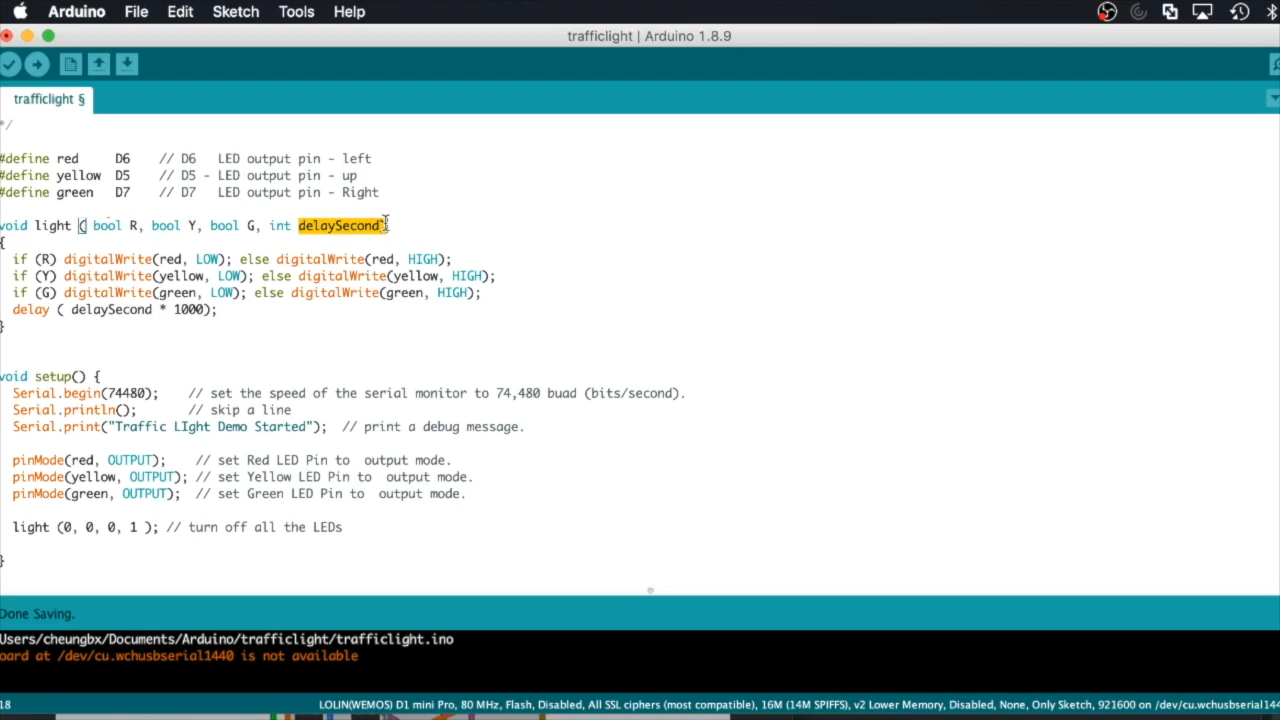 Arduino File Edit Sketch Tools Help
trafficlight | Arduino 1.8.9
trafficlight §
*/
#define red D6 // D6 LED output pin - left
#define yellow D5 // D5 - LED output pin - up
#define green D7 // D7 LED output pin - Right
void light ( bool R, bool Y, bool G, int delaySecond)
{
if (R) digitalWrite(red, LOW); else digitalWrite(red, HIGH);
if (Y) digitalWrite(yellow, LOW); else digitalWrite(yellow, HIGH);
if (G) digitalWrite(green, LOW); else digitalWrite(green, HIGH);
delay ( delaySecond * 1000);
}
void setup() {
Serial.begin(74480); // set the speed of the serial monitor to 74,480 buad (bits/second).
Serial.println(); // skip a line
Serial.print("Traffic LIght Demo Started"); // print a debug message.
pinMode(red, OUTPUT); // set Red LED Pin to output mode.
pinMode(yellow, OUTPUT); // set Yellow LED Pin to output mode.
pinMode(green, OUTPUT); // set Green LED Pin to output mode.
light (0, 0, 0, 1 ); // turn off all the LEDs
}
Done Saving.
Users/cheungbx/Documents/Arduino/trafficlight/trafficlight.ino
oard at /dev/cu.wchusbserial1440 is not available
18 LOLIN(WEMOS) D1 mini Pro, 80 MHz, Flash, Disabled, All SSL ciphers (most compatible), 16M (14M SPIFFS), v2 Lower Memory, Disabled, None, Only Sketch, 921600 on /dev/cu.wchusbserial144